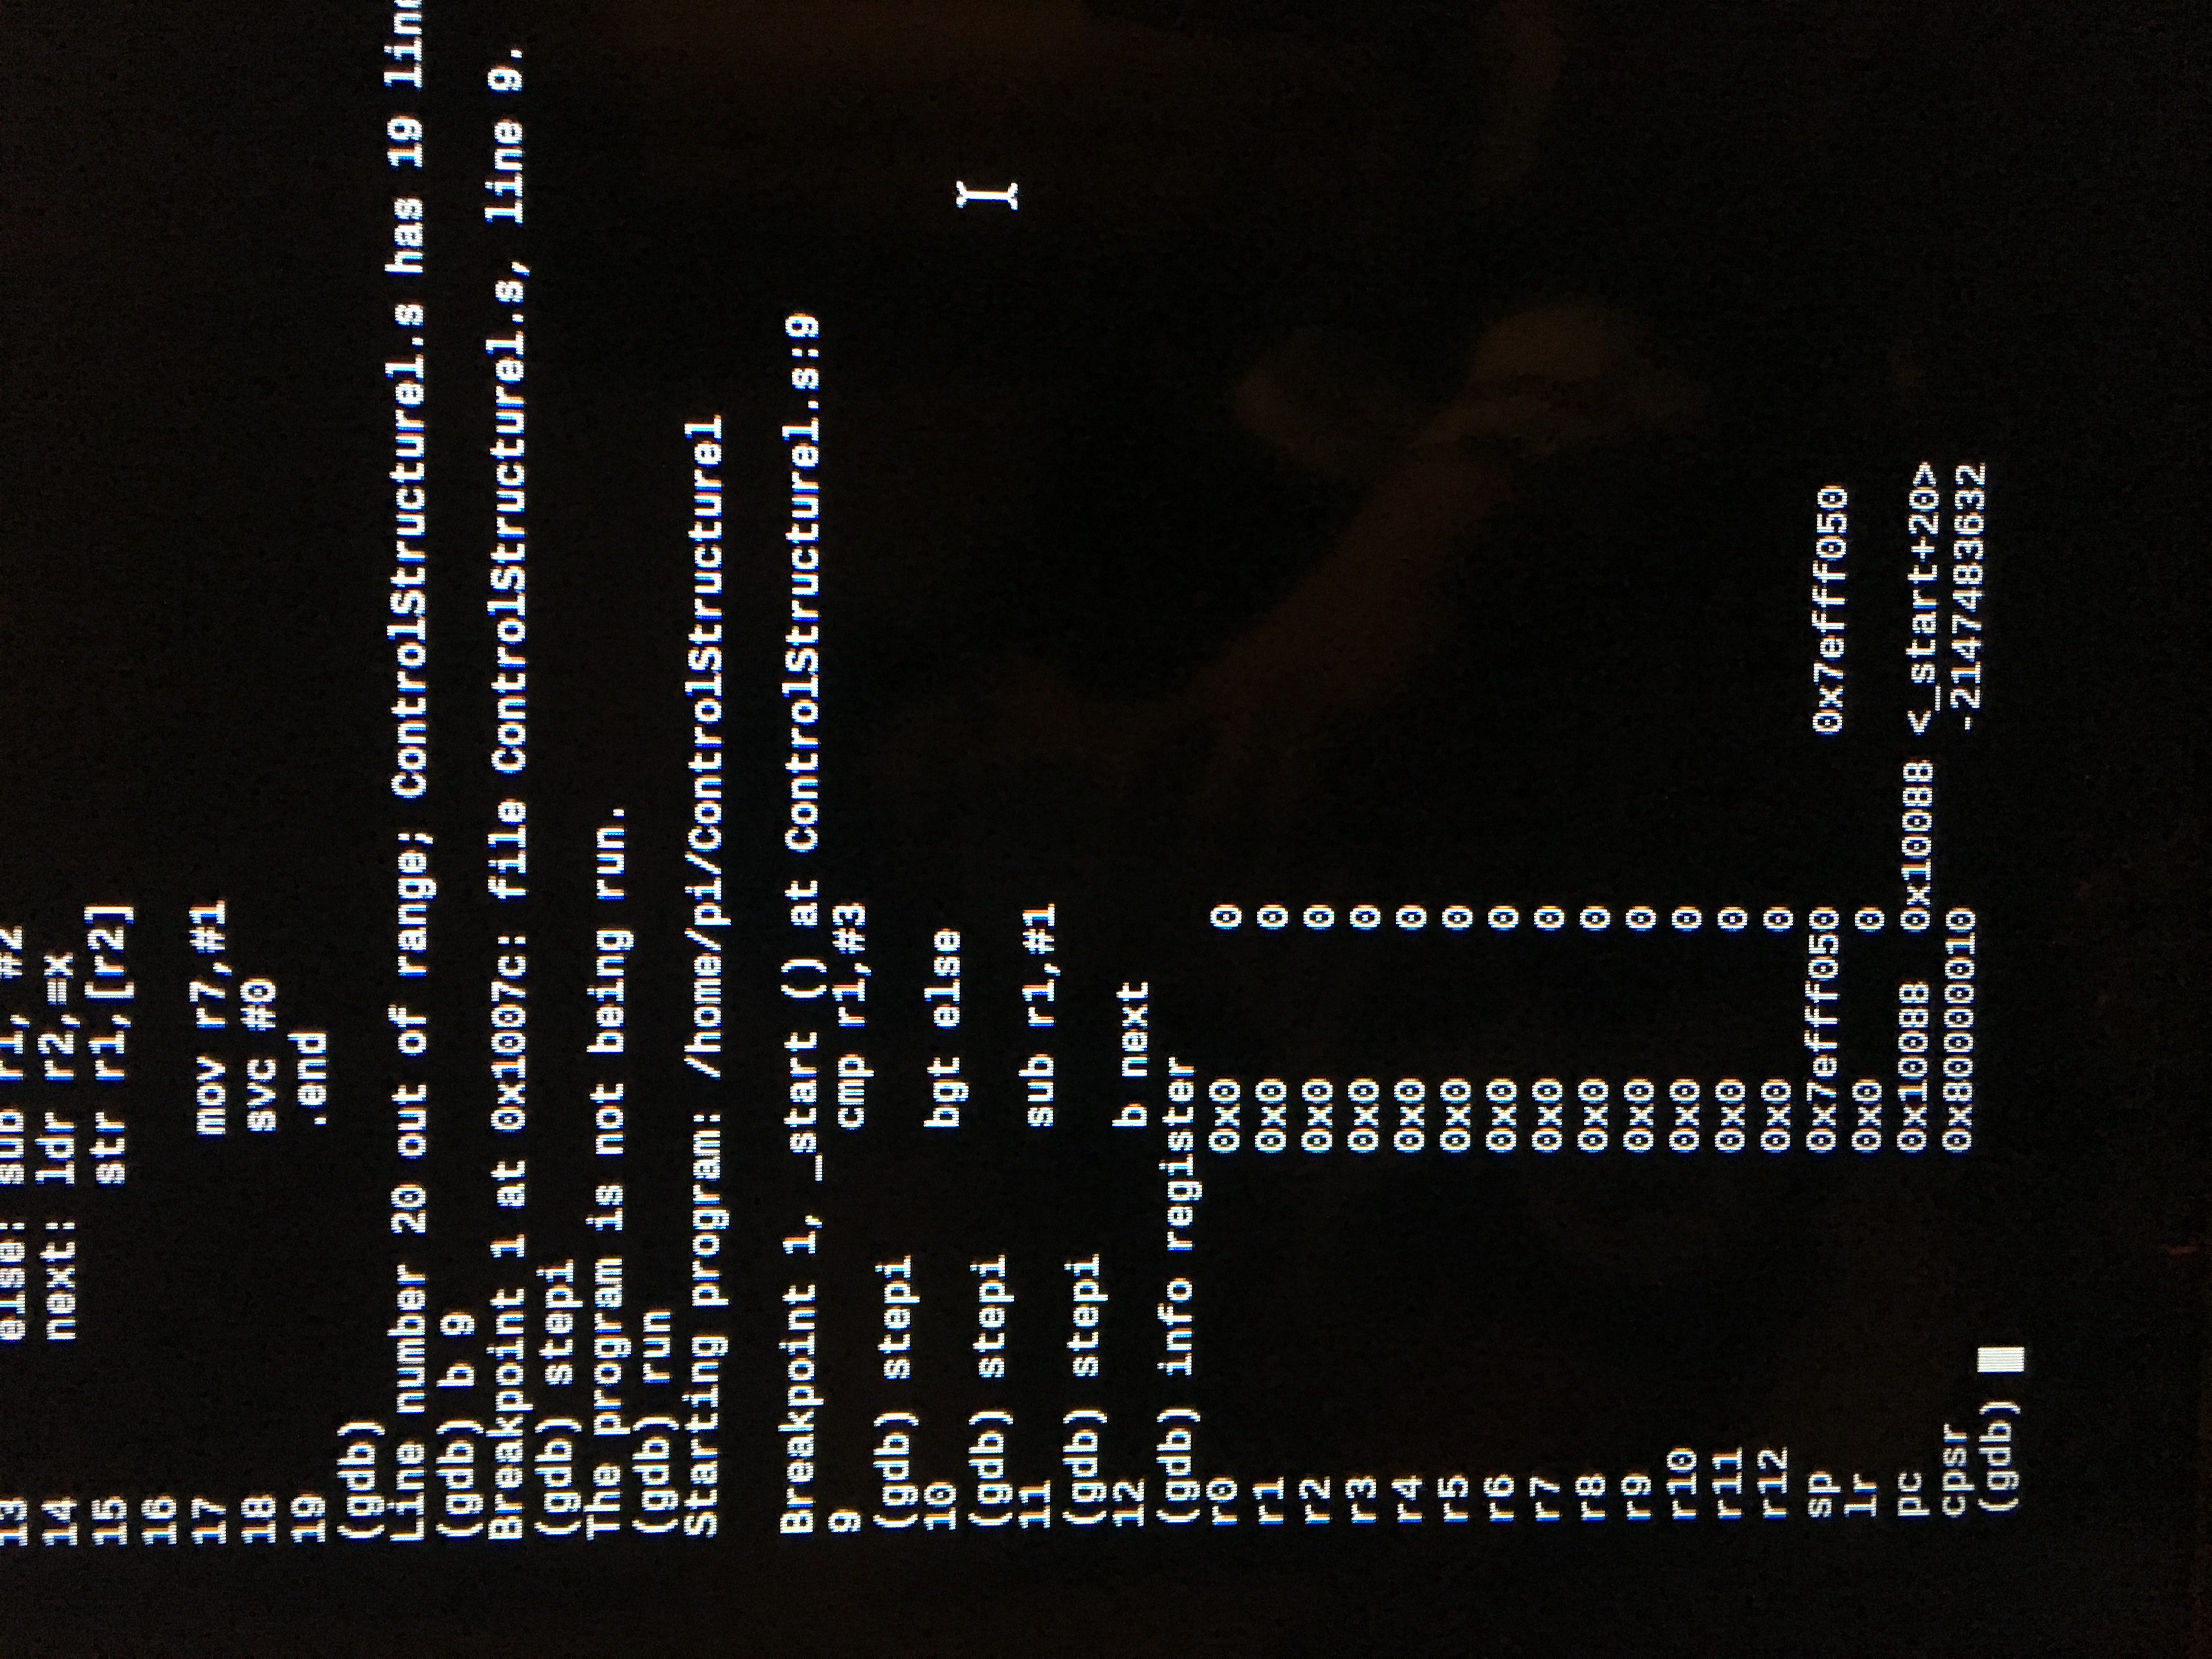 13 else: sub r1, #2
14 next: ldr r2,=x
15 str r1,[r2]
16
17 mov r7,#1
18 svc #0
19 .end
(gdb)
Line number 20 out of range; ControlStructurel.s has 19 line
(gdb) b 9
Breakpoint 1 at 0x1007c: file ControlStructurel.s, line 9.
(gdb) stepi
The program is not being run.
(gdb) run
Starting program: /home/pi/ControlStructurel
Breakpoint 1, _start () at ControlStructurel.s:9
9 cmp r1,#3
(gdb) stepi
10 bgt else
(gdb) stepi
11 sub r1,#1
(gdb) stepi
12 b next
(gdb) info register
r0 0x0 0
r1 0x0 0
r2 0x0 0
r3 0x0 0
r4 0x0 0
r5 0x0 0
r6 0x0 0
r7 0x0 0
r8 0x0 0
r9 0x0 0
r10 0x0 0
r11 0x0 0
r12 0x0 0
sp 0x7efff050 0x7efff050
lr 0x0 0
pc 0x10088 0x10088 <_start+20>
cpsr 0x80000010 -2147483632
(gdb)